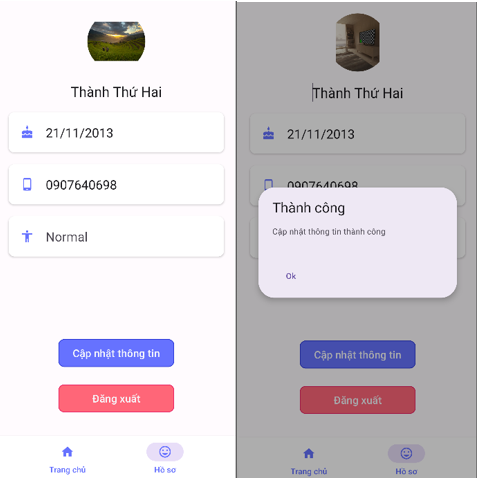 Thành Thứ Hai
21/11/2013
0907640698
Normal
Cập nhật thông tin
Đăng xuất
Trang chủ
Hồ sơ
Thành Thứ Hai
21/11/2013
0907640698
Thành công
Cập nhật thông tin thành công
Ok
Cập nhật thông tin
Đăng xuất
Trang chủ
Hồ sơ